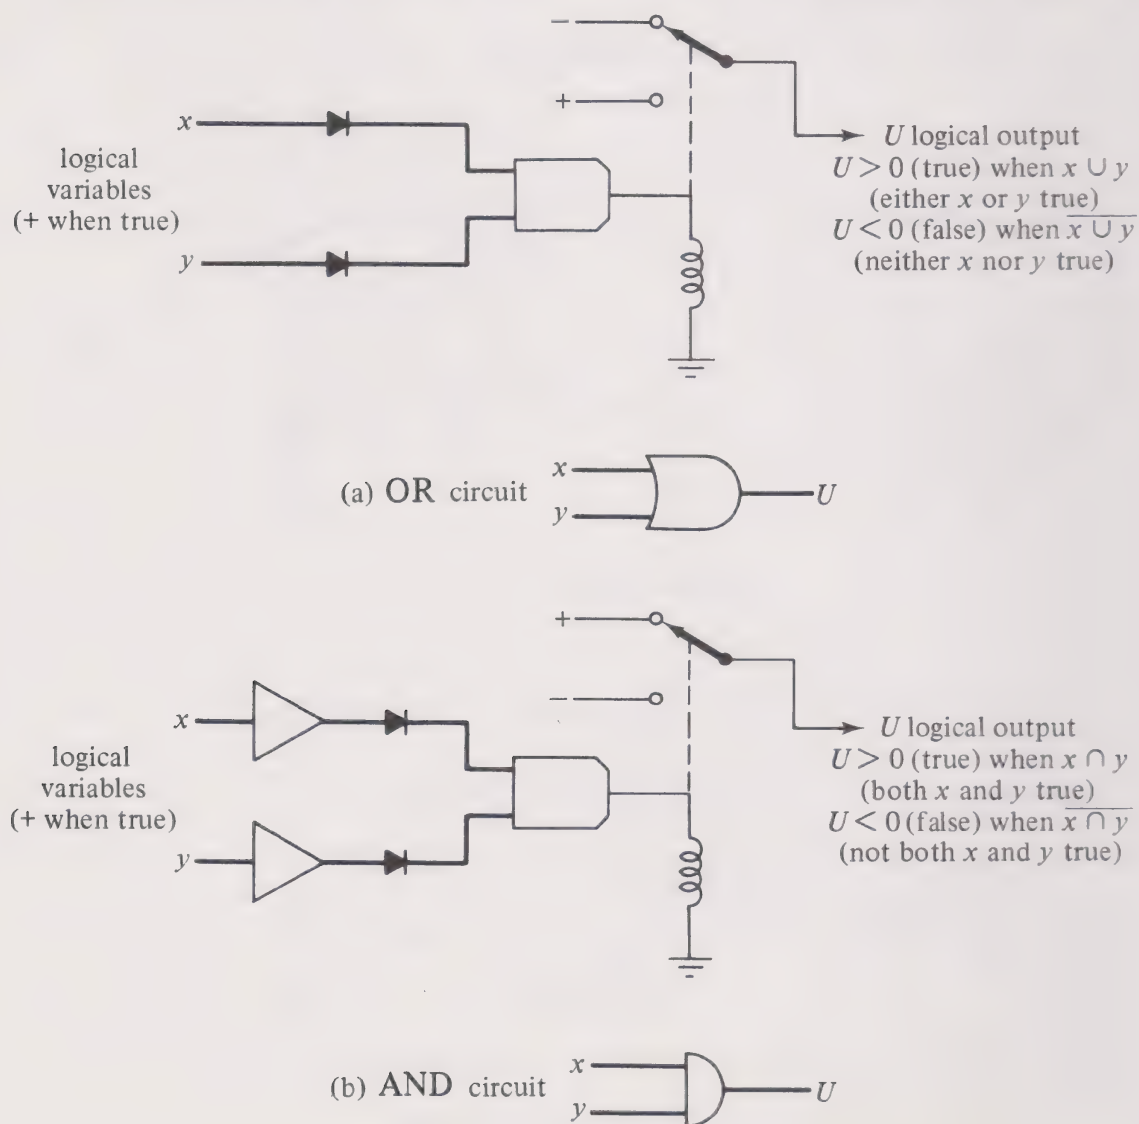 −
+
x
logical
variables
(+ when true)
y
U logical output
U > 0 (true) when x ∪ y
(either x or y true)
U < 0 (false) when \overline{x ∪ y}
(neither x nor y true)
(a) OR circuit
x
y
U
+
−
x
logical
variables
(+ when true)
y
U logical output
U > 0 (true) when x ∩ y
(both x and y true)
U < 0 (false) when \overline{x ∩ y}
(not both x and y true)
(b) AND circuit
x
y
U